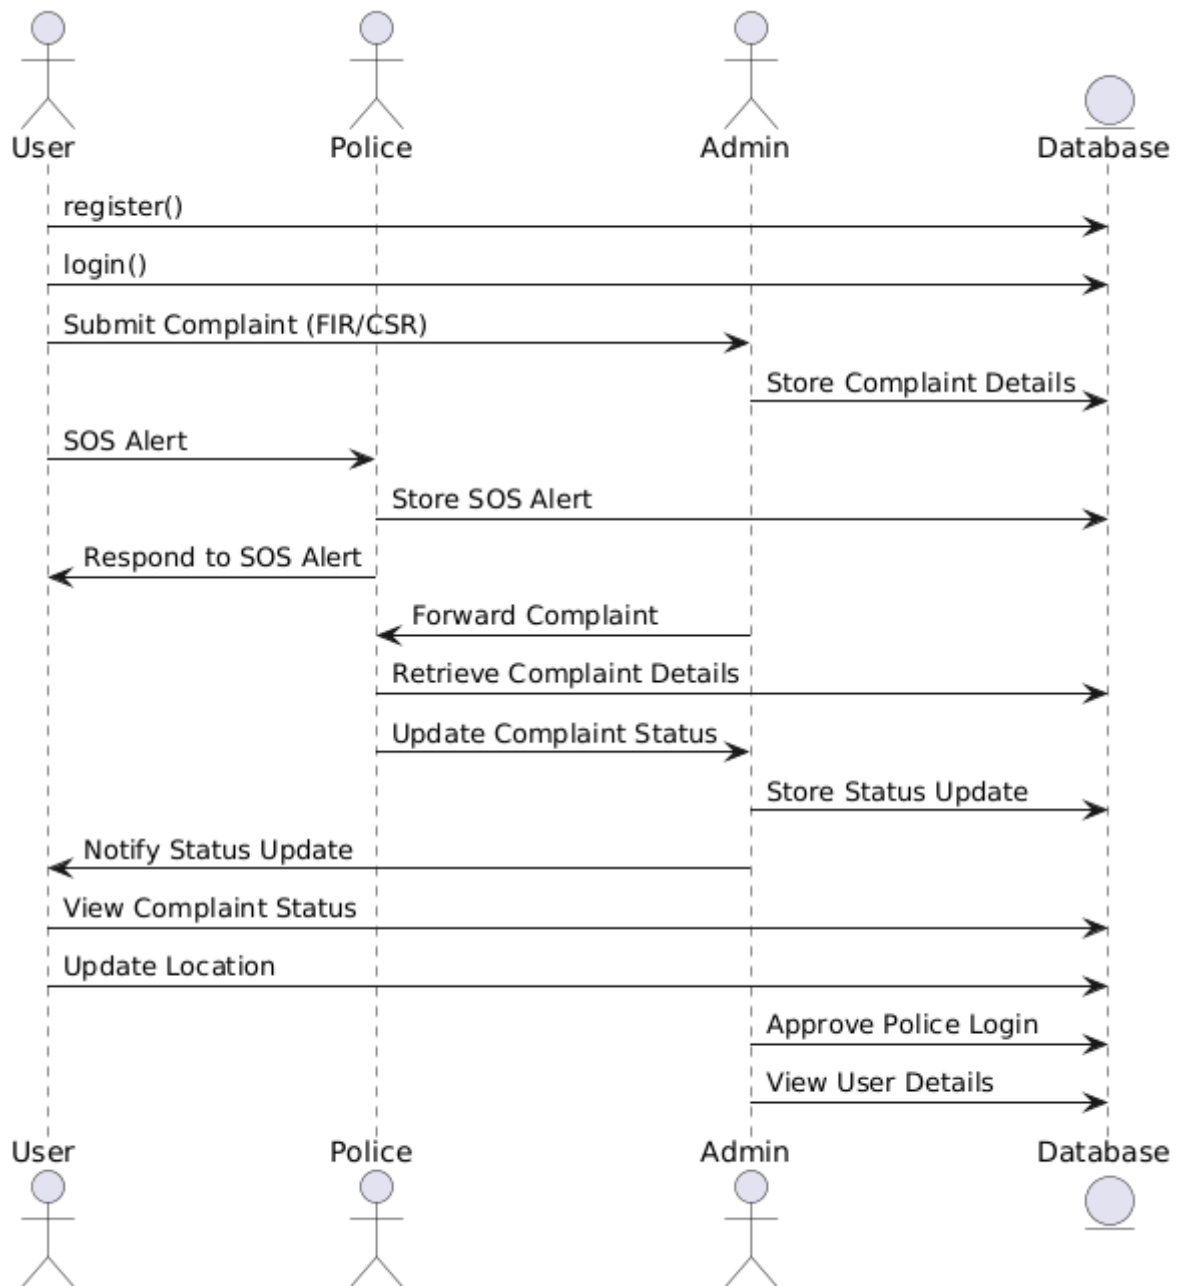 User
Police
Admin
Database
register()
login()
Submit Complaint (FIR/CSR)
Store Complaint Details
SOS Alert
Store SOS Alert
Respond to SOS Alert
Forward Complaint
Retrieve Complaint Details
Update Complaint Status
Store Status Update
Notify Status Update
View Complaint Status
Update Location
Approve Police Login
View User Details
User
Police
Admin
Database